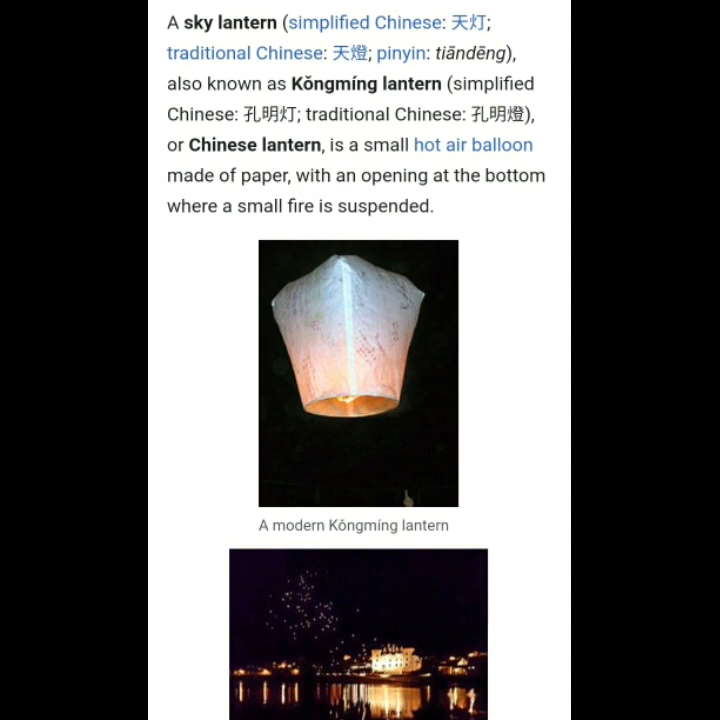 A sky lantern (simplified Chinese: 天灯;
traditional Chinese: 天燈; pinyin: tiāndēng),
also known as Kǒngmíng lantern (simplified
Chinese: 孔明灯; traditional Chinese: 孔明燈),
or Chinese lantern, is a small hot air balloon
made of paper, with an opening at the bottom
where a small fire is suspended.
A modern Kǒngmíng lantern